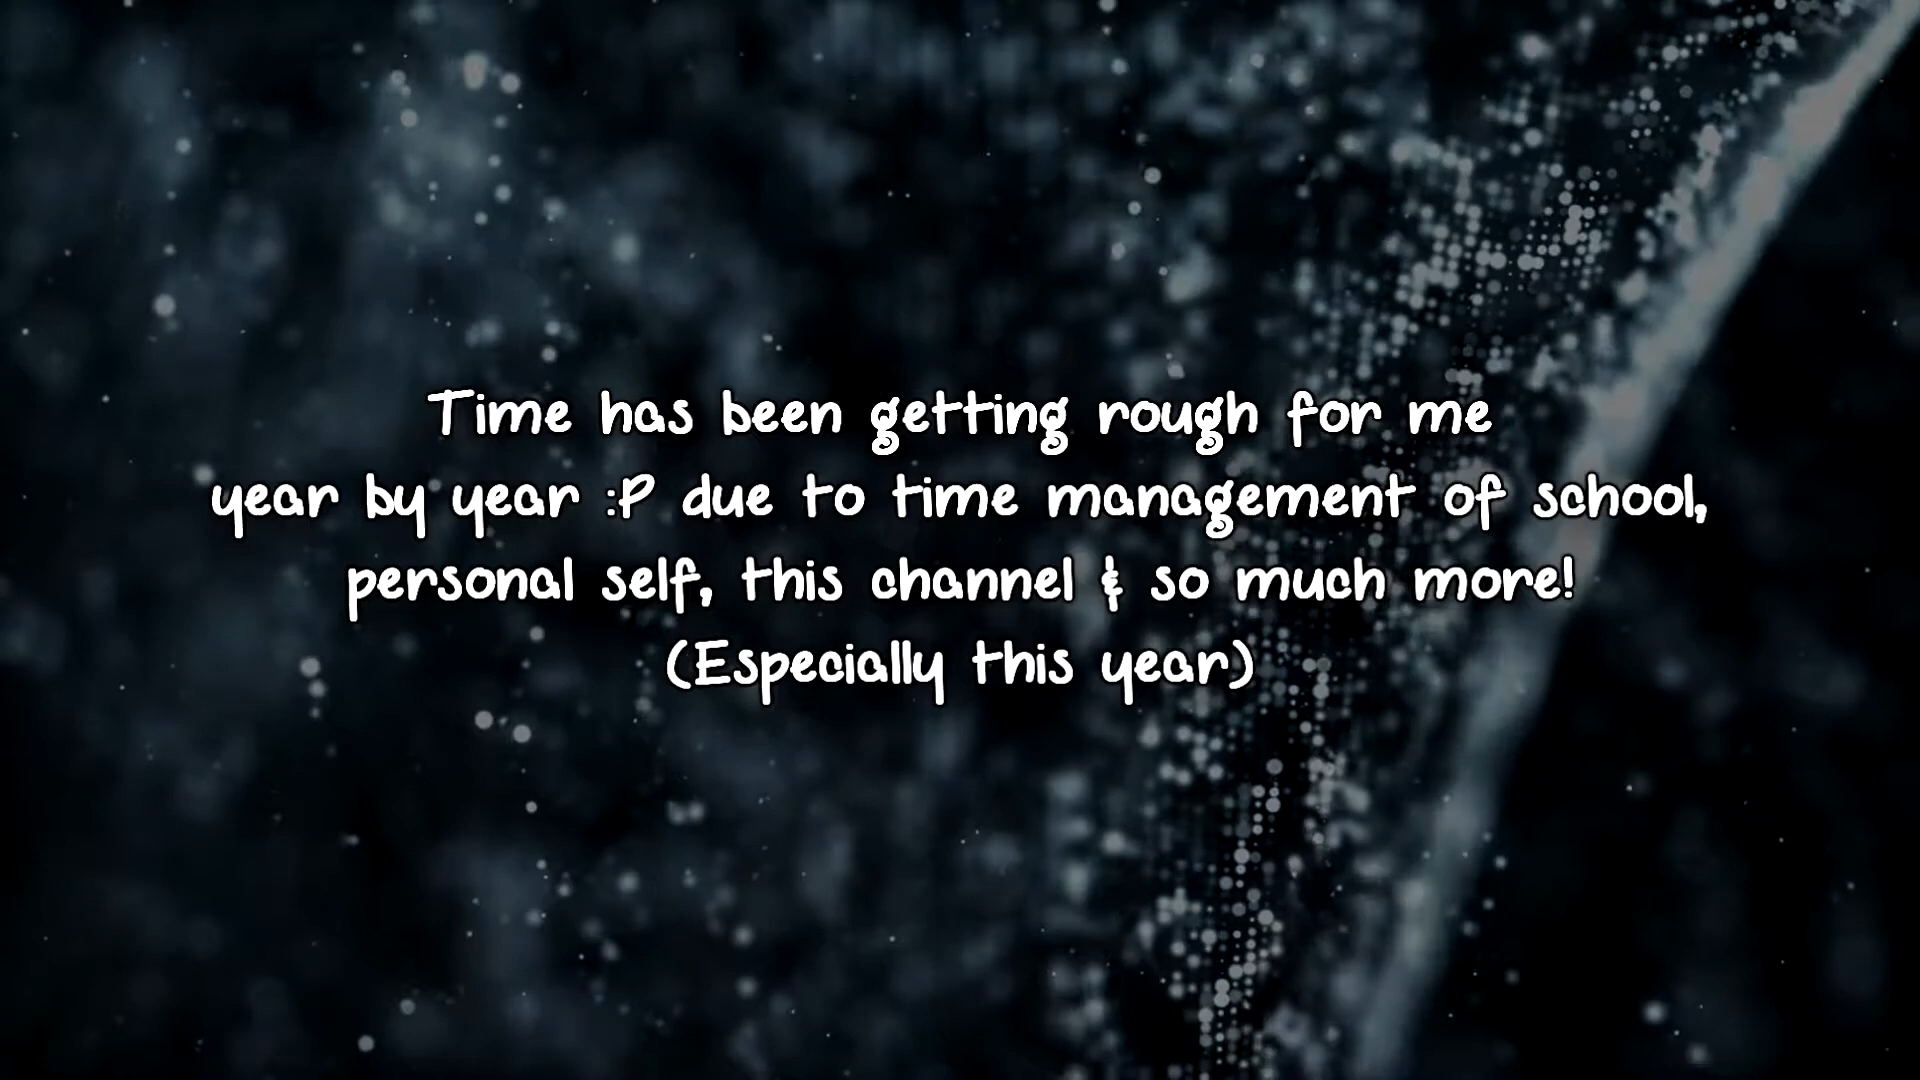 Time has been getting rough for me
year by year :P due to time management of school,
personal self, this channel & so much more!
(Especially this year)